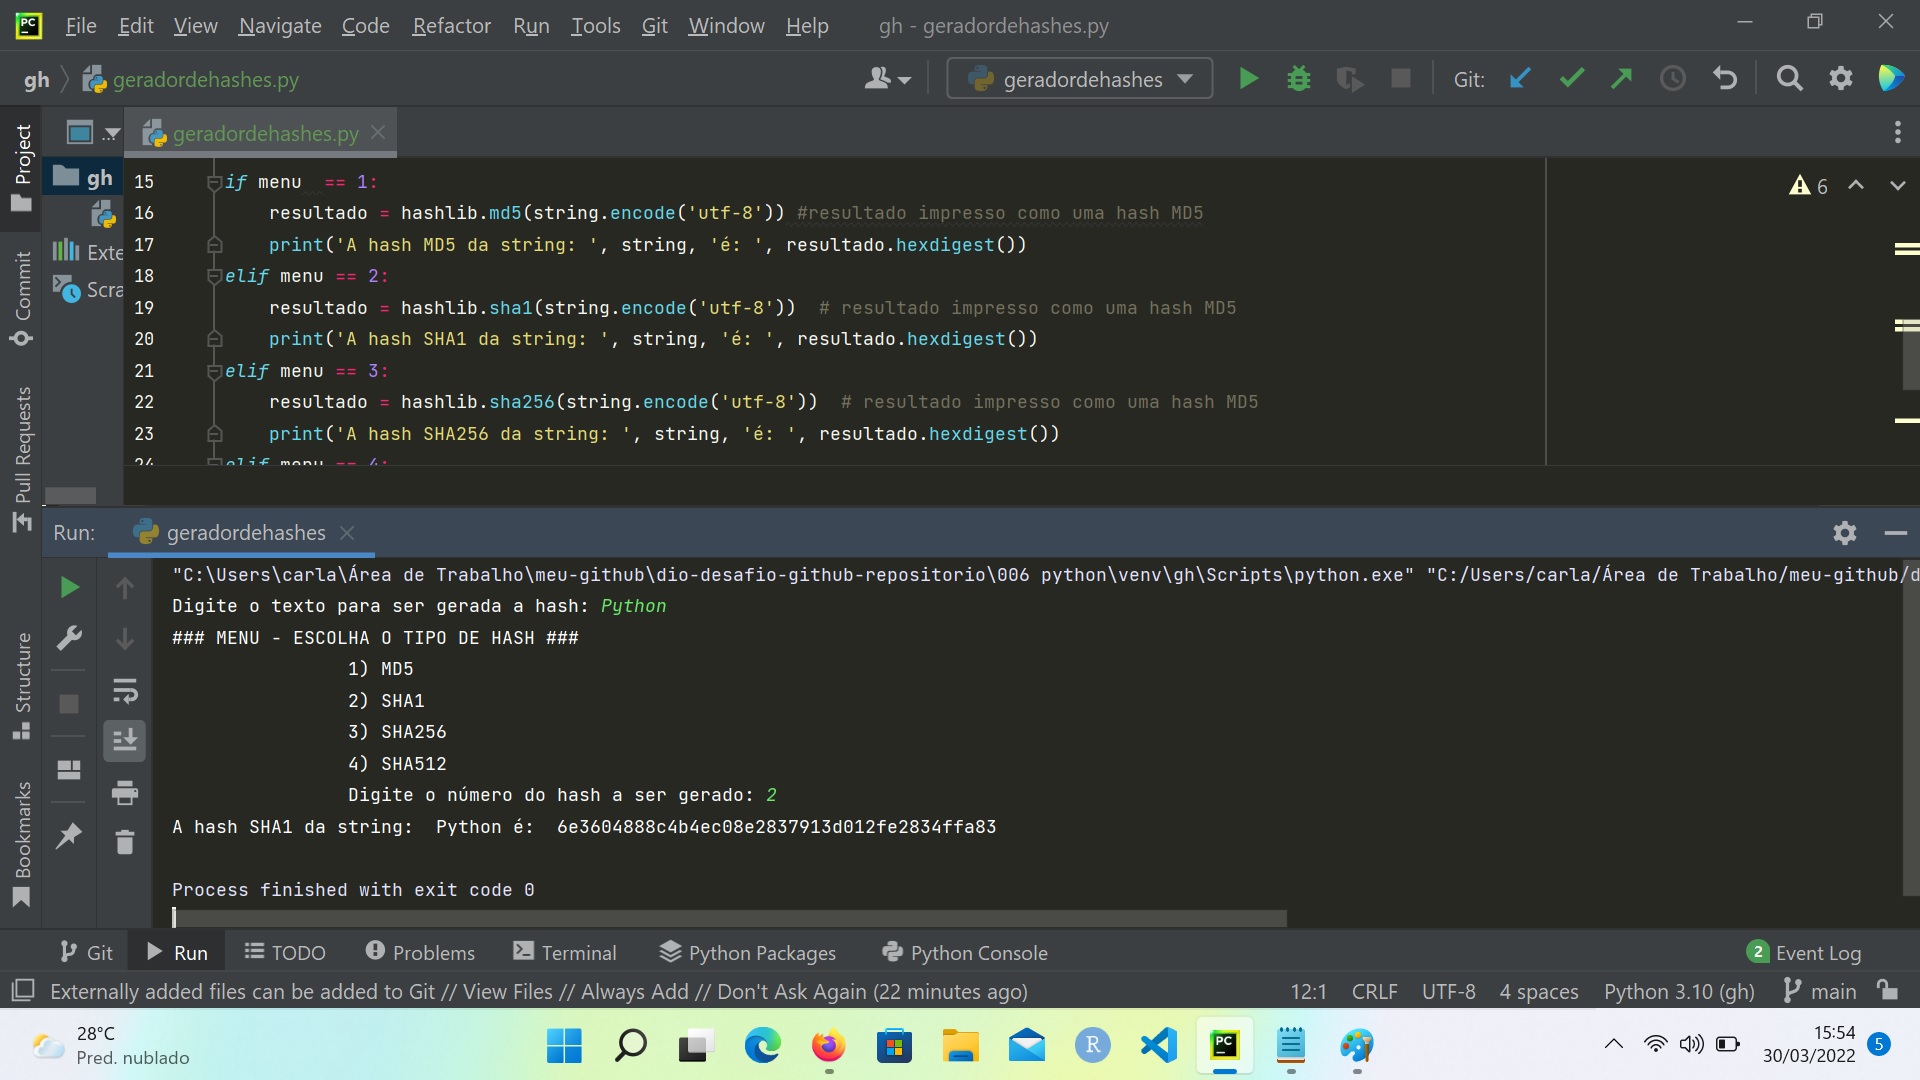 File Edit View Navigate Code Refactor Run Tools Git Window Help gh - geradordehashes.py
gh geradordehashes.py geradordehashes Git:
Project
Commit
Pull Requests
Structure
Bookmarks
... geradordehashes.py
gh
Exte
Scra
6
15 if menu == 1:
16 resultado = hashlib.md5(string.encode('utf-8')) #resultado impresso como uma hash MD5
17 print('A hash MD5 da string: ', string, 'é: ', resultado.hexdigest())
18 elif menu == 2:
19 resultado = hashlib.sha1(string.encode('utf-8')) # resultado impresso como uma hash MD5
20 print('A hash SHA1 da string: ', string, 'é: ', resultado.hexdigest())
21 elif menu == 3:
22 resultado = hashlib.sha256(string.encode('utf-8')) # resultado impresso como uma hash MD5
23 print('A hash SHA256 da string: ', string, 'é: ', resultado.hexdigest())
24 elif menu == 4:
Run: geradordehashes
"C:\Users\carla\Área de Trabalho\meu-github\dio-desafio-github-repositorio\006 python\venv\gh\Scripts\python.exe" "C:/Users/carla/Área de Trabalho/meu-github/d
Digite o texto para ser gerada a hash: Python
### MENU - ESCOLHA O TIPO DE HASH ###
1) MD5
2) SHA1
3) SHA256
4) SHA512
Digite o número do hash a ser gerado: 2
A hash SHA1 da string:  Python é:  6e3604888c4b4ec08e2837913d012fe2834ffa83
Process finished with exit code 0
Git Run TODO Problems Terminal Python Packages Python Console 2 Event Log
Externally added files can be added to Git // View Files // Always Add // Don't Ask Again (22 minutes ago) 12:1 CRLF UTF-8 4 spaces Python 3.10 (gh) main
28°C
Pred. nublado
PC
R
15:54
30/03/2022
5